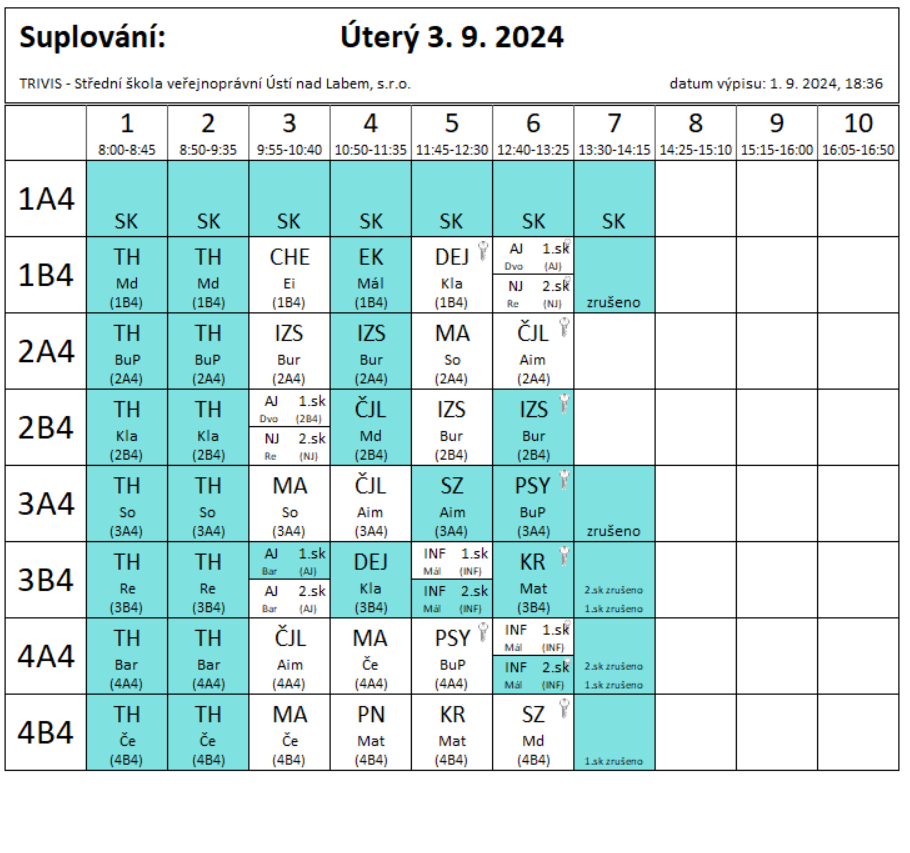 Suplování: Úterý 3. 9. 2024
TRIVIS - Střední škola veřejnoprávní Ústí nad Labem, s.r.o. datum výpisu: 1. 9. 2024, 18:36
1 2 3 4 5 6 7 8 9 10
8:00-8:45 8:50-9:35 9:55-10:40 10:50-11:35 11:45-12:30 12:40-13:25 13:30-14:15 14:25-15:10 15:15-16:00 16:05-16:50
1A4
SK SK SK SK SK SK SK
1B4
TH TH CHE EK DEJ AJ 1.sk
Md Md Ei Mál Kla Dvo (AJ)
NJ 2.sk
(1B4) (1B4) (1B4) (1B4) (1B4) Re (NJ) zrušeno
2A4
TH TH IZS IZS MA ČJL
BuP BuP Bur Bur So Aim
(2A4) (2A4) (2A4) (2A4) (2A4) (2A4)
2B4
TH TH AJ 1.sk ČJL IZS IZS
Kla Kla Dvo (2B4) Md Bur Bur
NJ 2.sk
(2B4) (2B4) Re (NJ) (2B4) (2B4) (2B4)
3A4
TH TH MA ČJL SZ PSY
So So So Aim Aim BuP
(3A4) (3A4) (3A4) (3A4) (3A4) (3A4) zrušeno
3B4
TH TH AJ 1.sk DEJ INF 1.sk KR
Bar (AJ) Mál (INF)
Re Re AJ 2.sk Kla INF 2.sk Mat 2.sk zrušeno
(3B4) (3B4) Bar (AJ) (3B4) Mál (INF) (3B4) 1.sk zrušeno
4A4
TH TH ČJL MA PSY INF 1.sk
Mál (INF)
Bar Bar Aim Če BuP INF 2.sk 2.sk zrušeno
(4A4) (4A4) (4A4) (4A4) (4A4) Mál (INF) 1.sk zrušeno
4B4
TH TH MA PN KR SZ
Če Če Če Mat Mat Md
(4B4) (4B4) (4B4) (4B4) (4B4) (4B4) 1.sk zrušeno